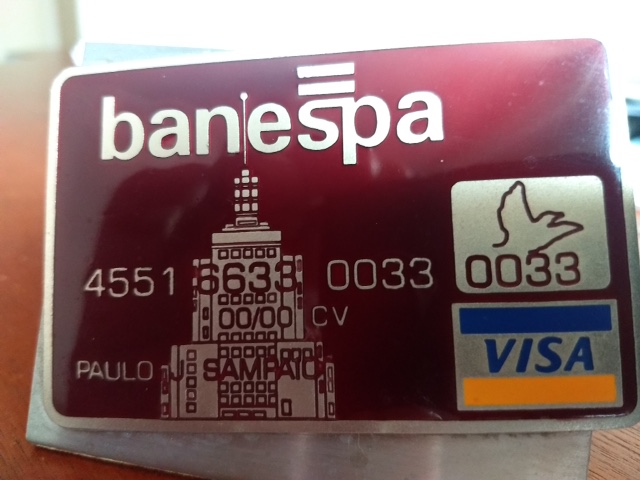 banespa
4551 6633 0033 0033
00/00 CV
PAULO J SAMPAIO
VISA